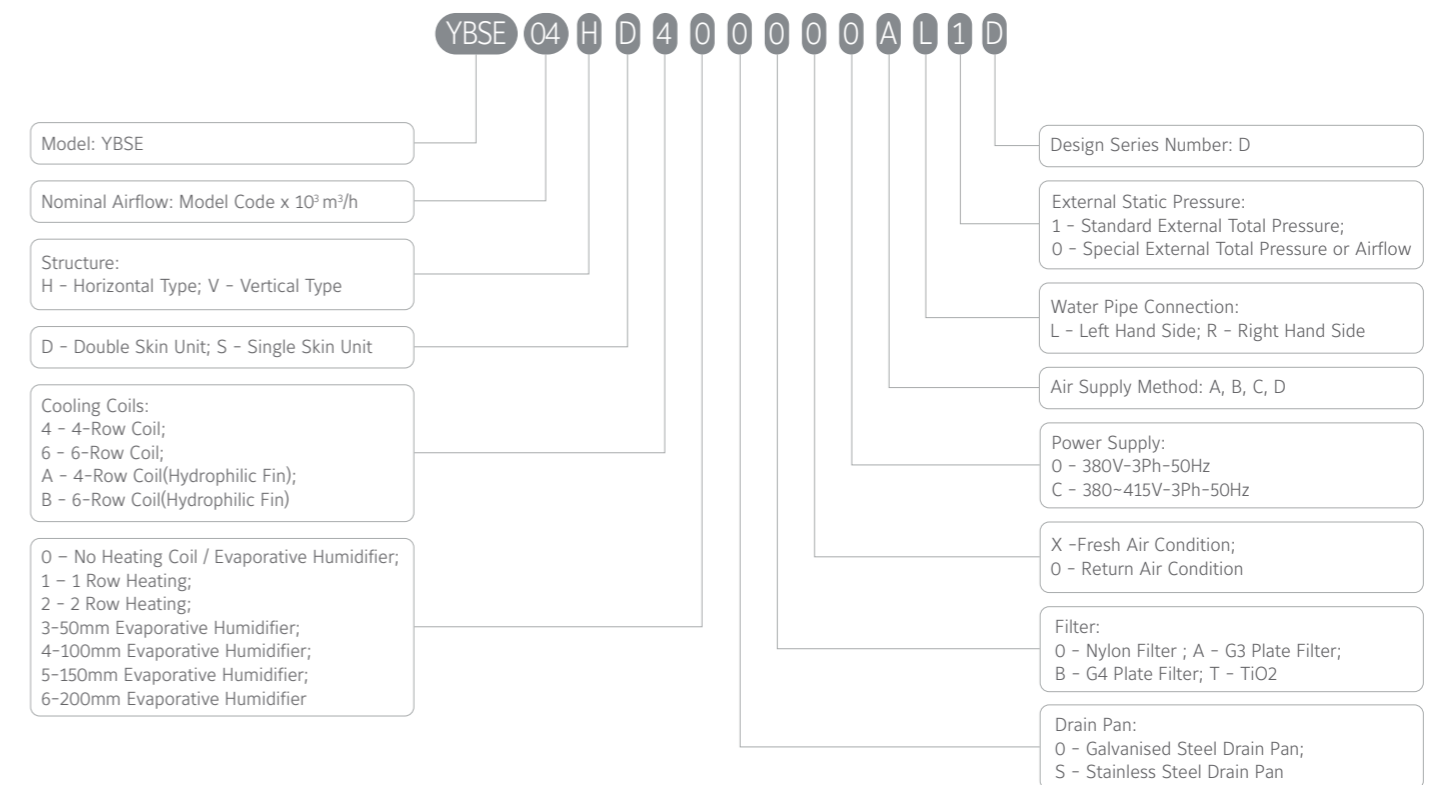 YBSE 04 H D 4 0 0 0 0 0 A L 1 D
Model: YBSE
Nominal Airflow: Model Code x 10³ m³/h
Structure:
H - Horizontal Type; V - Vertical Type
D - Double Skin Unit; S - Single Skin Unit
Cooling Coils:
4 - 4-Row Coil;
6 - 6-Row Coil;
A - 4-Row Coil(Hydrophilic Fin);
B - 6-Row Coil(Hydrophilic Fin)
0 – No Heating Coil / Evaporative Humidifier;
1 – 1 Row Heating;
2 - 2 Row Heating;
3-50mm Evaporative Humidifier;
4-100mm Evaporative Humidifier;
5-150mm Evaporative Humidifier;
6-200mm Evaporative Humidifier
Design Series Number: D
External Static Pressure:
1 - Standard External Total Pressure;
0 - Special External Total Pressure or Airflow
Water Pipe Connection:
L - Left Hand Side; R - Right Hand Side
Air Supply Method: A, B, C, D
Power Supply:
0 - 380V-3Ph-50Hz
C - 380~415V-3Ph-50Hz
X -Fresh Air Condition;
0 - Return Air Condition
Filter:
0 - Nylon Filter ; A - G3 Plate Filter;
B - G4 Plate Filter; T - TiO2
Drain Pan:
0 - Galvanised Steel Drain Pan;
S - Stainless Steel Drain Pan